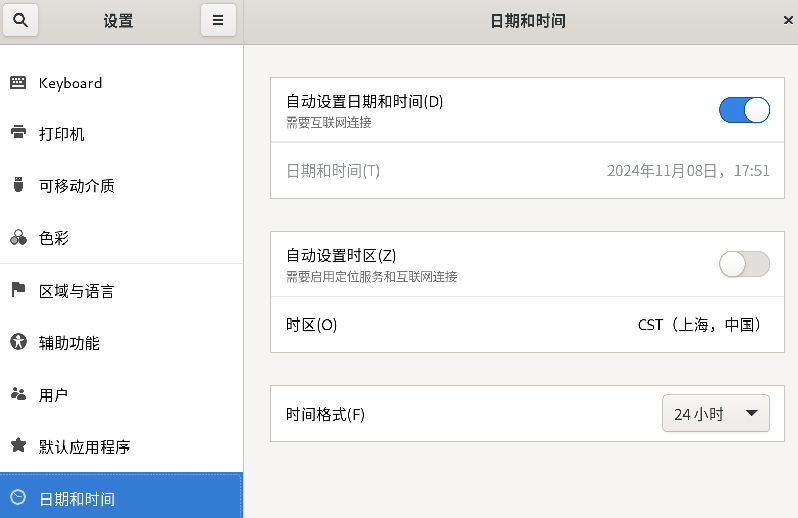 设置
日期和时间
Keyboard
打印机
可移动介质
色彩
区域与语言
辅助功能
用户
默认应用程序
日期和时间
自动设置日期和时间(D)
需要互联网连接
日期和时间(T)
2024年11月08日，17:51
自动设置时区(Z)
需要启用定位服务和互联网连接
时区(O)
CST（上海，中国）
时间格式(F)
24 小时